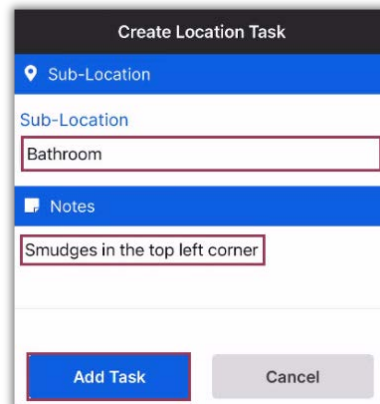 Create Location Task
Sub-Location
Sub-Location
Bathroom
Notes
Smudges in the top left corner
Add Task Cancel